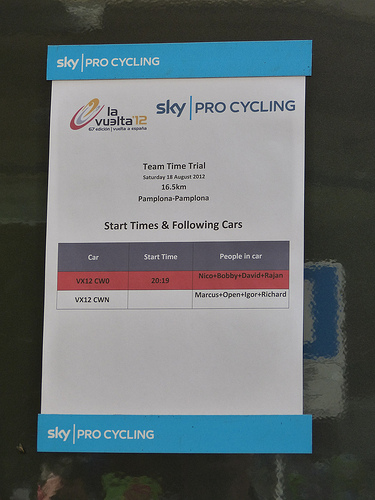 sky PRO CYCLING
la
vuelta'12
67 edición | vuelta a españa
sky PRO CYCLING
Team Time Trial
Saturday 18 August 2012
16.5km
Pamplona-Pamplona
Start Times & Following Cars
Car Start Time People in car
VX12 CWO 20:19 Nico+Bobby+David+Rajan
VX12 CWN Marcus+Open+Igor+Richard
sky PRO CYCLING